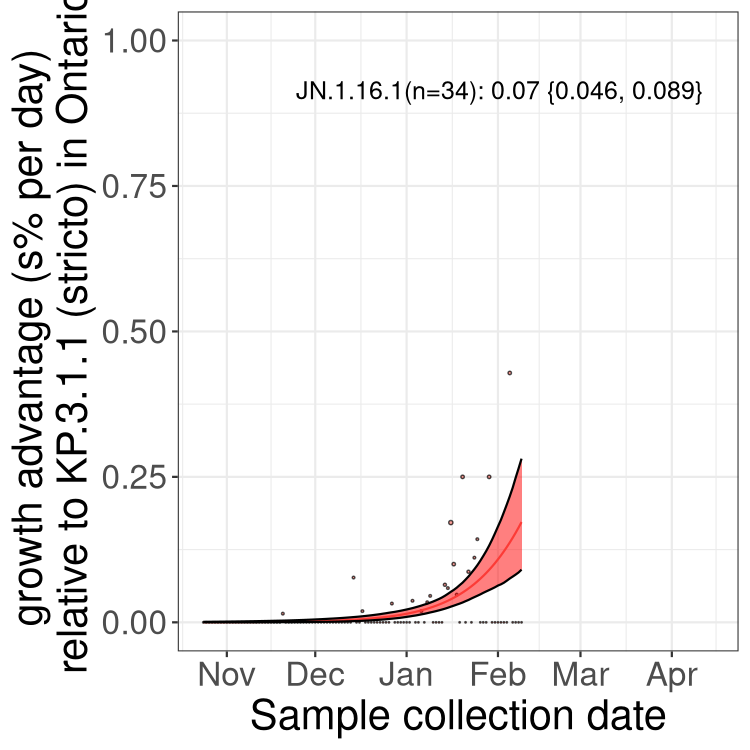 growth advantage (s% per day)
relative to KP.3.1.1 (stricto) in Ontario
1.00
0.75
0.50
0.25
0.00
JN.1.16.1(n=34): 0.07 {0.046, 0.089}
Nov Dec Jan Feb Mar Apr
Sample collection date